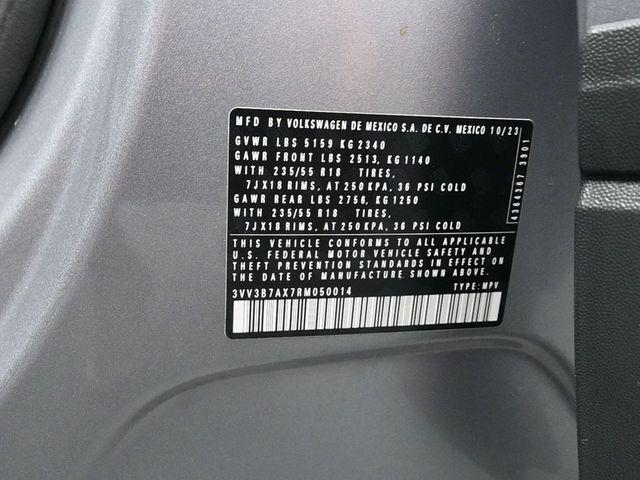 MFD BY VOLKSWAGEN DE MEXICO S.A. DE C.V. MEXICO 10/23
GVWR LBS 5159 KG 2340
GAWR FRONT LBS 2513, KG 1140
WITH 235/55 R18 TIRES,
7JX18 RIMS, AT 250 KPA, 36 PSI COLD
GAWR REAR LBS 2756, KG 1250
WITH 235/55 R18 TIRES,
7JX18 RIMS, AT 250 KPA, 36 PSI COLD
THIS VEHICLE CONFORMS TO ALL APPLICABLE
U.S. FEDERAL MOTOR VEHICLE SAFETY AND
THEFT PREVENTION STANDARDS IN EFFECT ON
THE DATE OF MANUFACTURE SHOWN ABOVE.
3VV3B7AX7RM050014 TYPE: MPV
4364367 3901